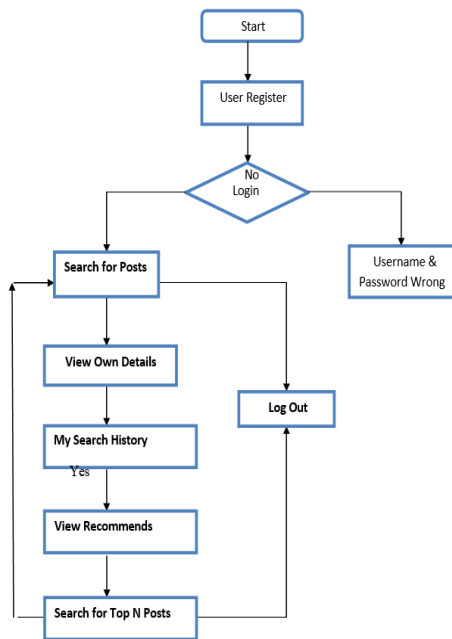 Start
User Register
No
Login
Search for Posts
Username &
Password Wrong
View Own Details
Log Out
My Search History
Yes
View Recommends
Search for Top N Posts